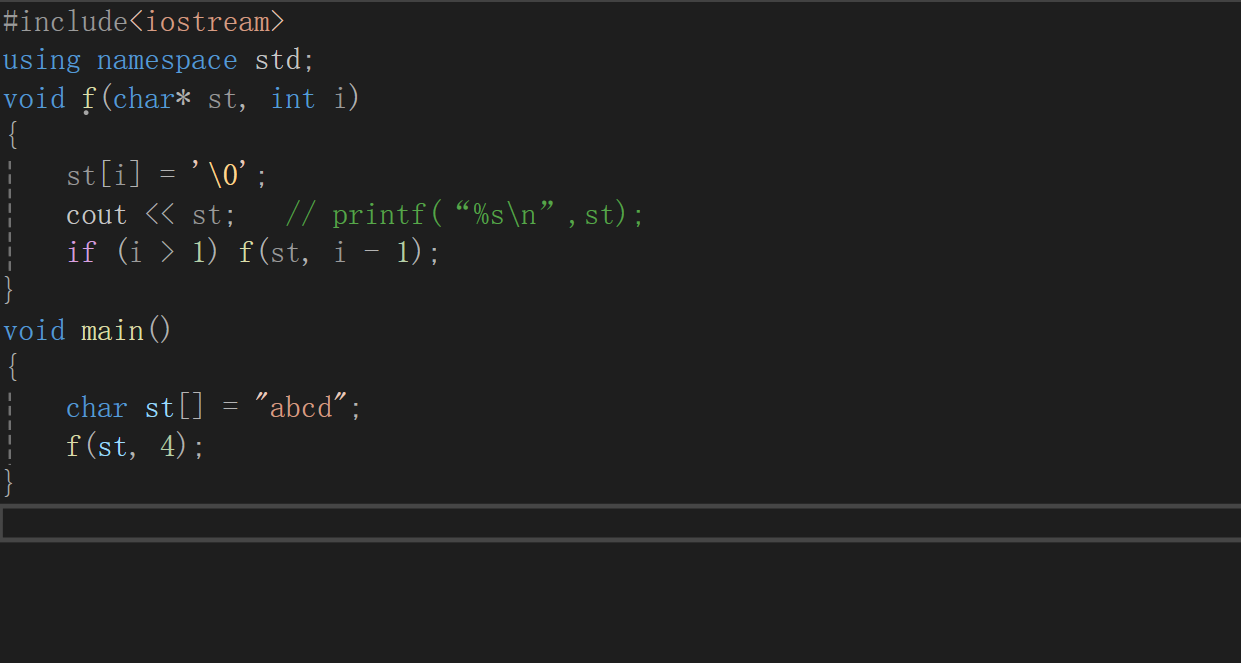 #include<iostream>
using namespace std;
void f(char* st, int i)
{
st[i] = '\0';
cout << st;   // printf(“%s\n”,st);
if (i > 1) f(st, i - 1);
}
void main()
{
char st[] = "abcd";
f(st, 4);
}